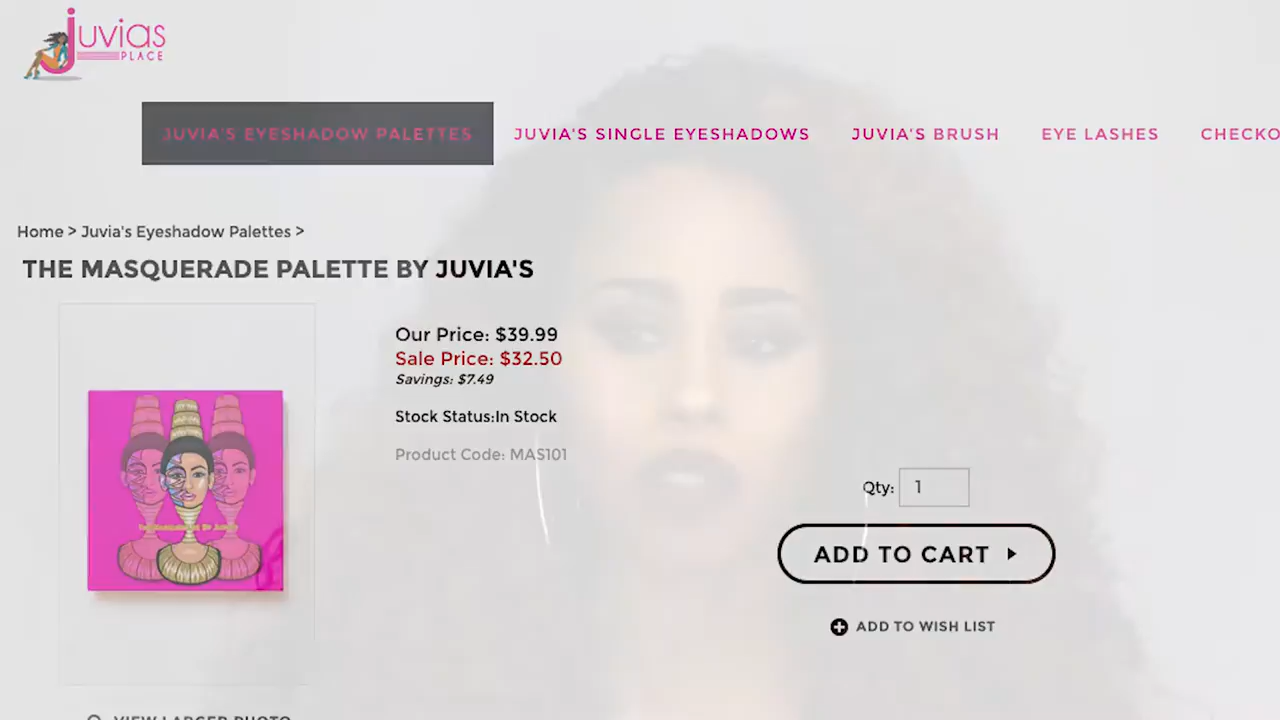 Juvias
PLACE
JUVIA'S EYESHADOW PALETTES
JUVIA'S SINGLE EYESHADOWS
JUVIA'S BRUSH
EYE LASHES
CHECKO
Home > Juvia's Eyeshadow Palettes >
THE MASQUERADE PALETTE BY JUVIA'S
Our Price: $39.99
Sale Price: $32.50
Savings: $7.49
Stock Status:In Stock
Product Code: MAS101
Qty: 1
ADD TO CART
ADD TO WISH LIST
VIEW LARGER PHOTO